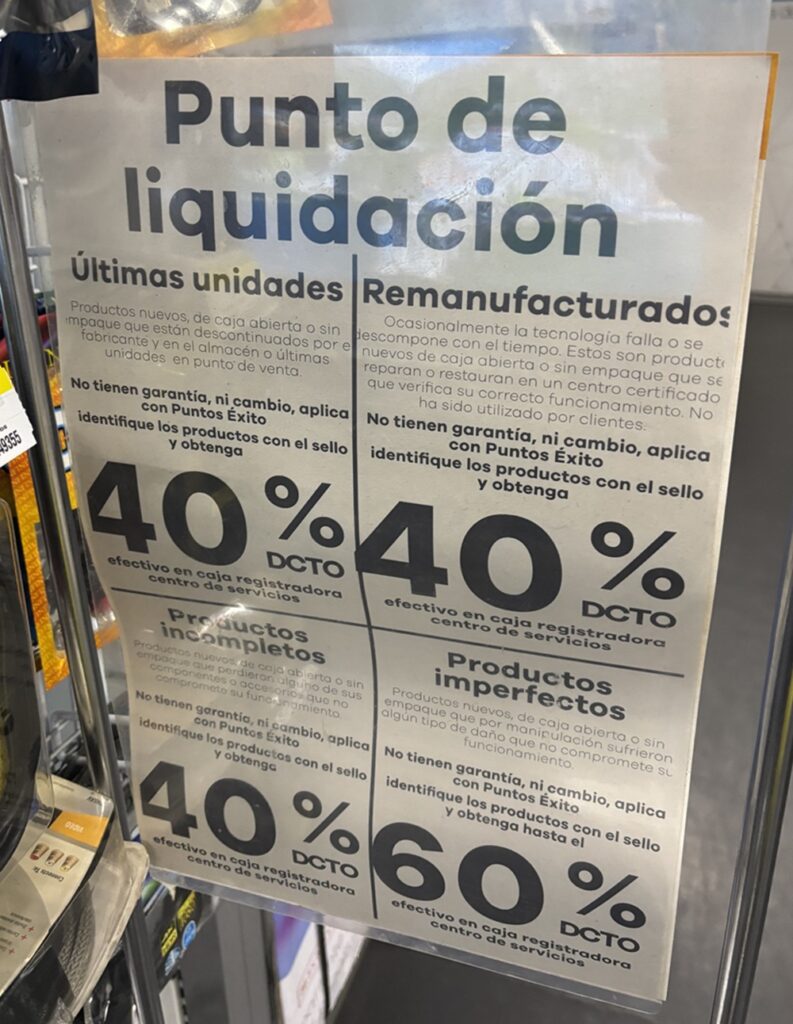 Punto de
liquidación
Últimas unidades
Productos nuevos, de caja abierta o sin
mpaque que están descontinuados por e
fabricante y en el almacén o últimas
unidades en punto de venta.
No tienen garantía, ni cambio, aplica
con Puntos Éxito
identifique los productos con el sello
y obtenga
40%
DCTO
efectivo en caja registradora
centro de servicios
Remanufacturados
Ocasionalmente la tecnología falla o se
descompone con el tiempo. Estos son producto
nuevos de caja abierta o sin empaque que se
reparan o restauran en un centro certificado
que verifica su correcto funcionamiento. No
ha sido utilizado por clientes.
No tienen garantía, ni cambio, aplica
con Puntos Éxito
identifique los productos con el sello
y obtenga
40%
DCTO
efectivo en caja registradora
centro de servicios
Productos
incompletos
Productos nuevos, de caja abierta o sin
empaque que perdieron alguno de sus
componentes o accesorios que no
compromete su funcionamiento.
No tienen garantía, ni cambio, aplica
con Puntos Éxito
identifique los productos con el sello
y obtenga
40%
DCTO
efectivo en caja registradora
centro de servicios
Productos
imperfectos
Productos nuevos, de caja abierta o sin
empaque que por manipulación sufrieron
algún tipo de daño que no compromete su
funcionamiento.
No tienen garantía, ni cambio, aplica
con Puntos Éxito
identifique los productos con el sello
y obtenga hasta el
60%
DCTO
efectivo en caja registradora
centro de servicios
49355
VIDEO